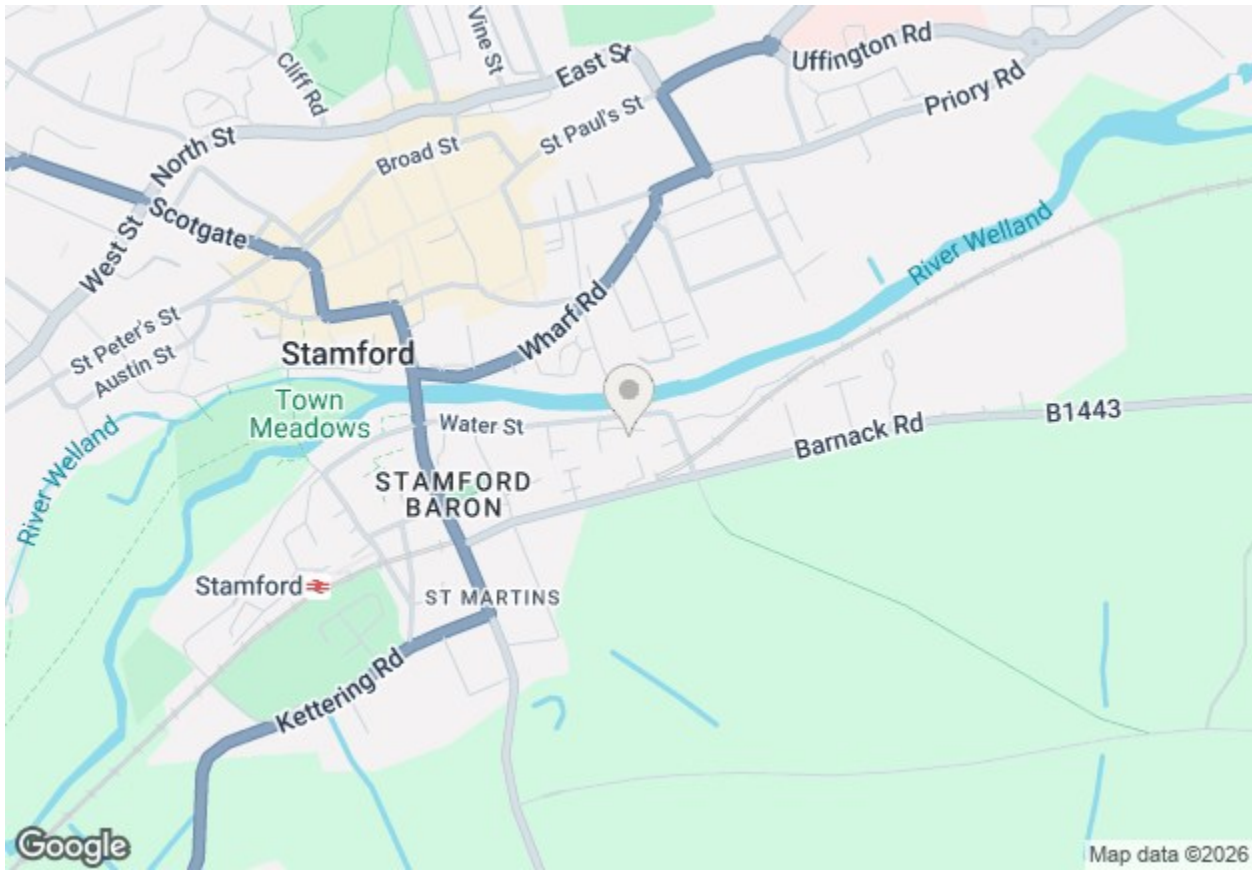 Vine St
Cliff Rd
East St
Uffington Rd
Priory Rd
St Paul's St
North St
Broad St
Scotgate
West St
River Welland
Wharf Rd
St Peter's St
Austin St
Stamford
Town
Meadows
Water St
Barnack Rd
B1443
River Welland
STAMFORD
BARON
Stamford
ST MARTINS
Kettering Rd
Google
Map data ©2026